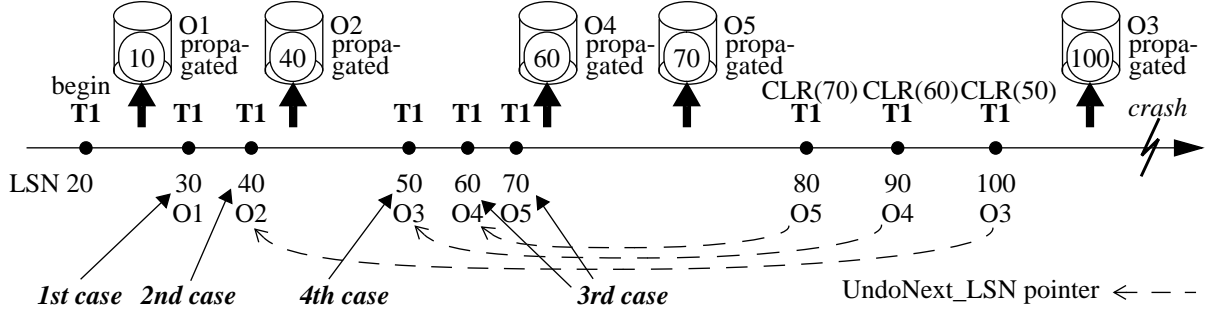 O1 propa-gated 10
O2 propa-gated 40
O4 propa-gated 60
O5 propa-gated 70
O3 propa-gated 100
begin CLR(70) CLR(60) CLR(50) crash
T1 T1 T1 T1 T1 T1 T1 T1 T1
LSN 20 30 40 50 60 70 80 90 100
O1 O2 O3 O4 O5 O5 O4 O3
1st case 2nd case 4th case 3rd case UndoNext_LSN pointer